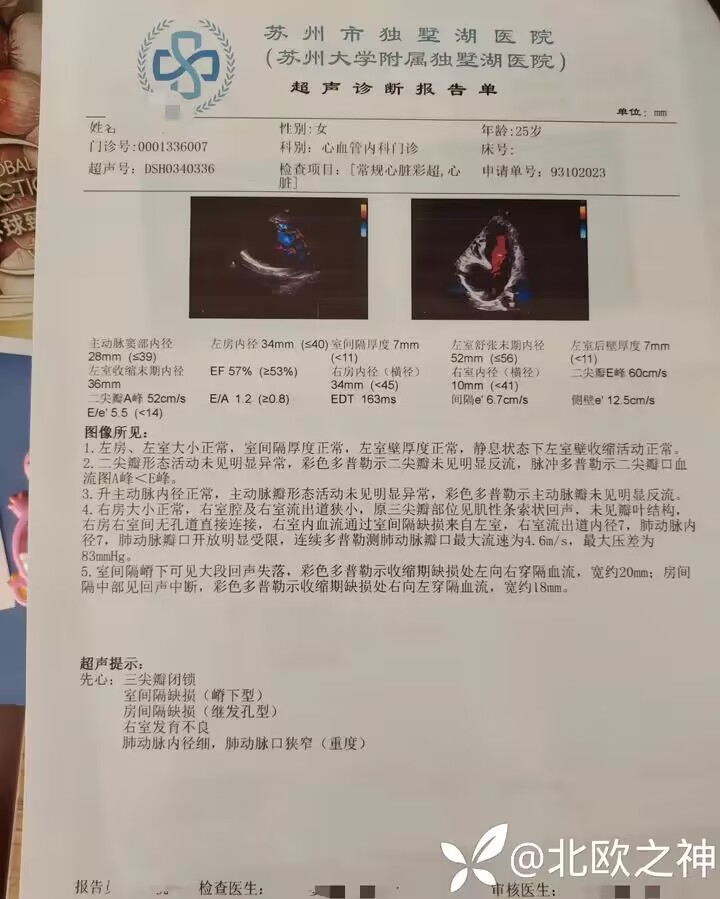 苏州市独墅湖医院
(苏州大学附属独墅湖医院)
超声诊断报告单
单位: mm
姓名 性别:女 年龄:25岁
门诊号:0001336007 科别: 心血管内科门诊 床号:
超声号: DSH0340336 检查项目: [常规心脏彩超,心脏] 申请单号: 93102023
主动脉窦部内径 28mm (≤39) 左房内径 34mm (≤40) 室间隔厚度 7mm (<11) 左室舒张末期内径 52mm (≤56) 左室后壁厚度 7mm (<11)
左室收缩末期内径 36mm EF 57% (≥53%) 右房内径(横径) 34mm (<45) 右室内径(横径) 10mm (<41) 二尖瓣E峰 60cm/s
二尖瓣A峰 52cm/s E/A 1.2 (≥0.8) EDT 163ms 间隔e' 6.7cm/s 侧壁e' 12.5cm/s
E/e' 5.5 (<14)
图像所见:
1. 左房、左室大小正常, 室间隔厚度正常, 左室壁厚度正常, 静息状态下左室壁收缩活动正常。
2. 二尖瓣形态活动未见明显异常, 彩色多普勒示二尖瓣未见明显反流, 脉冲多普勒示二尖瓣口血
流图A峰<E峰。
3. 升主动脉内径正常, 主动脉瓣形态活动未见明显异常, 彩色多普勒示主动脉瓣未见明显反流。
4. 右房大小正常, 右室腔及右室流出道狭小, 原三尖瓣部位见肌性条索状回声, 未见瓣叶结构,
右房右室间无孔道直接连接, 右室内血流通过室间隔缺损来自左室, 右室流出道内径7, 肺动脉内
径7, 肺动脉瓣口开放明显受限, 连续多普勒测肺动脉瓣口最大流速为4.6m/s, 最大压差为
83mmHg。
5. 室间隔嵴下可见大段回声失落, 彩色多普勒示收缩期缺损处左向右穿隔血流, 宽约20mm; 房间
隔中部见回声中断, 彩色多普勒示收缩期缺损处右向左穿隔血流, 宽约18mm。
超声提示:
先心: 三尖瓣闭锁
室间隔缺损(嵴下型)
房间隔缺损(继发孔型)
右室发育不良
肺动脉内径细, 肺动脉口狭窄(重度)
检查医生:
审核医生:
@北欧之神